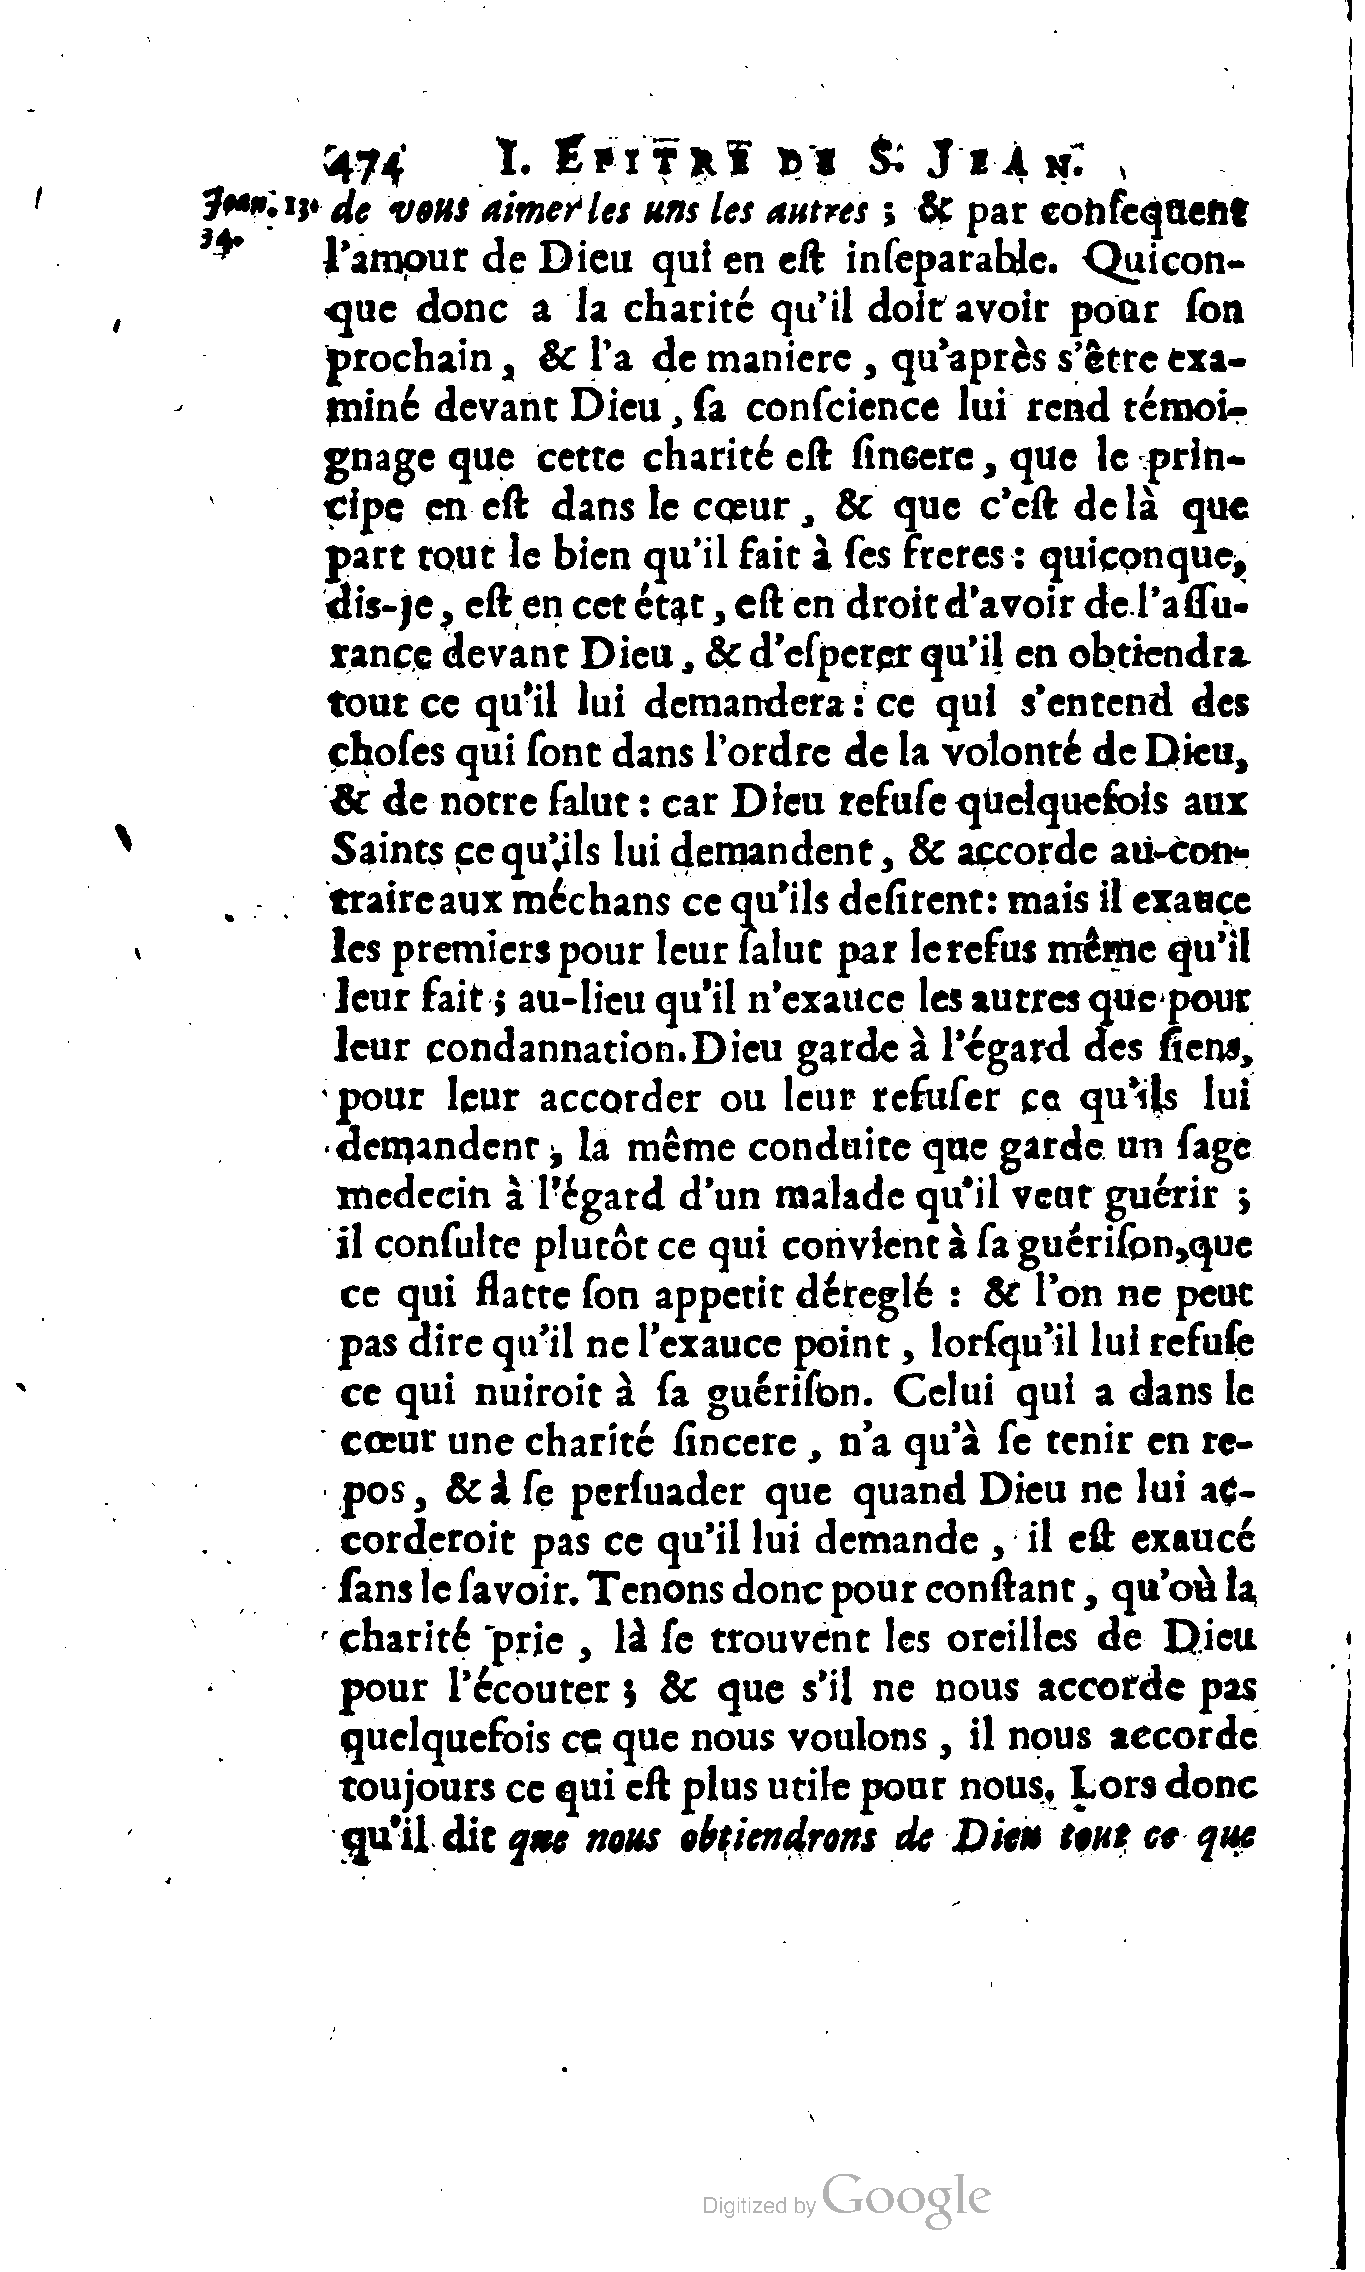 474 I. EPITRE DE S. JEAN.
Jean. 13. de vous aimer les uns les autres ; & par consequent
34. l'amour de Dieu qui en eſt inſeparable. Quicon-
que donc a la charité qu'il doit avoir pour ſon
prochain, & l'a de maniere, qu'après s'être exa-
miné devant Dieu, ſa conſcience lui rend témoi-
gnage que cette charité eſt ſincere, que le prin-
cipe en eſt dans le cœur, & que c'eſt de là que
part tout le bien qu'il fait à ſes freres : quiconque,
dis-je, eſt en cet état, eſt en droit d'avoir de l'aſſu-
rance devant Dieu, & d'eſperer qu'il en obtiendra
tout ce qu'il lui demandera : ce qui s'entend des
choſes qui ſont dans l'ordre de la volonté de Dieu,
& de notre ſalut : car Dieu refuſe quelquefois aux
Saints ce qu'ils lui demandent, & accorde au-con-
traire aux méchans ce qu'ils deſirent : mais il exauce
les premiers pour leur ſalut par le refus même qu'il
leur fait ; au-lieu qu'il n'exauce les autres que pour
leur condannation. Dieu garde à l'égard des ſiens,
pour leur accorder ou leur refuſer ce qu'ils lui
demandent, la même conduite que garde un ſage
medecin à l'égard d'un malade qu'il veut guérir ;
il conſulte plutôt ce qui convient à ſa guériſon, que
ce qui flatte ſon appetit déreglé : & l'on ne peut
pas dire qu'il ne l'exauce point, lorſqu'il lui refuſe
ce qui nuiroit à ſa guériſon. Celui qui a dans le
cœur une charité ſincere, n'a qu'à ſe tenir en re-
pos, & à ſe perſuader que quand Dieu ne lui ac-
corderoit pas ce qu'il lui demande, il eſt exaucé
ſans le ſavoir. Tenons donc pour conſtant, qu'où la
charité prie, là ſe trouvent les oreilles de Dieu
pour l'écouter ; & que s'il ne nous accorde pas
quelquefois ce que nous voulons, il nous accorde
toujours ce qui eſt plus utile pour nous. Lors donc
qu'il dit que nous obtiendrons de Dieu tout ce que
Digitized by Google